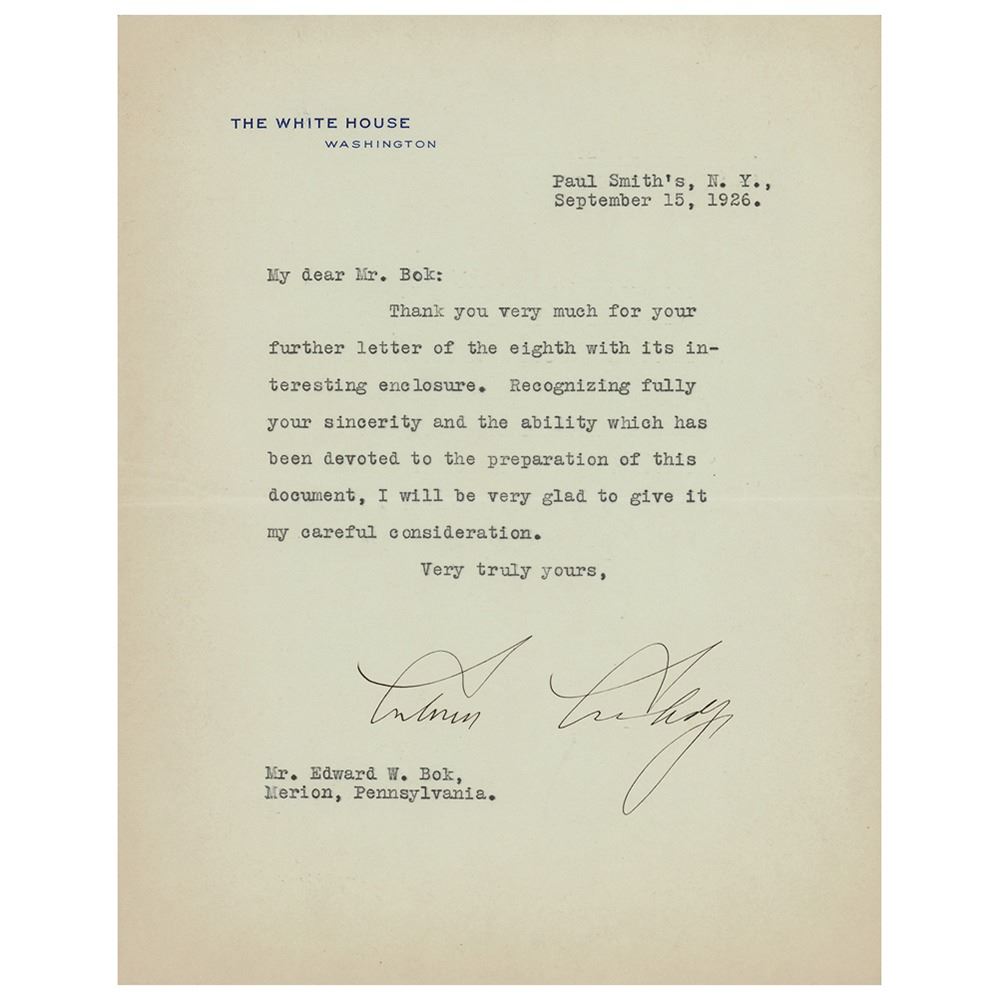 THE WHITE HOUSE
WASHINGTON
Paul Smith's, N. Y.,
September 15, 1926.
My dear Mr. Bok:
Thank you very much for your
further letter of the eighth with its in-
teresting enclosure. Recognizing fully
your sincerity and the ability which has
been devoted to the preparation of this
document, I will be very glad to give it
my careful consideration.
Very truly yours,
Calvin Coolidge
Mr. Edward W. Bok,
Merion, Pennsylvania.